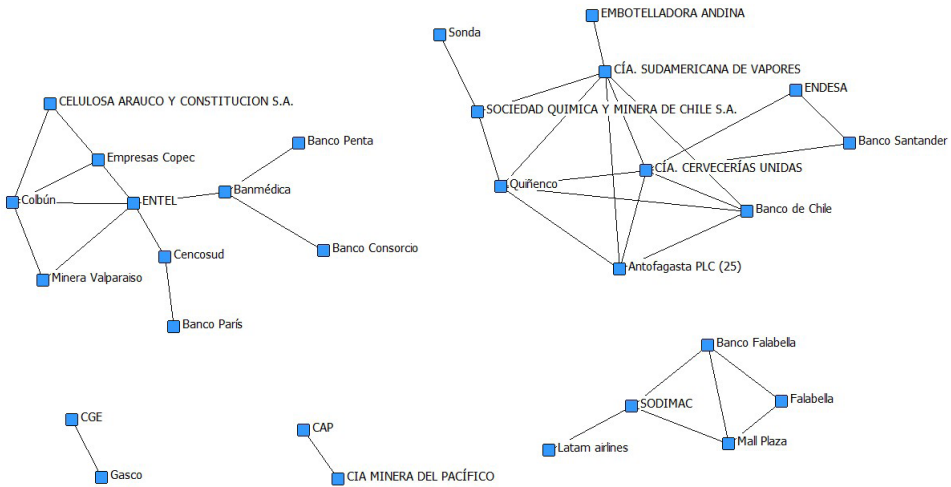 EMBOTELLADORA ANDINA
Sonda
CÍA. SUDAMERICANA DE VAPORES
ENDESA
CELULOSA ARAUCO Y CONSTITUCION S.A.
SOCIEDAD QUIMICA Y MINERA DE CHILE S.A.
Banco Penta
Banco Santander
Empresas Copec
CÍA. CERVECERÍAS UNIDAS
Quiñenco
Banmédica
Colbún
ENTEL
Banco de Chile
Banco Consorcio
Cencosud
Antofagasta PLC (25)
Minera Valparaiso
Banco París
Banco Falabella
Falabella
SODIMAC
CGE
CAP
Mall Plaza
Latam airlines
Gasco
CIA MINERA DEL PACÍFICO